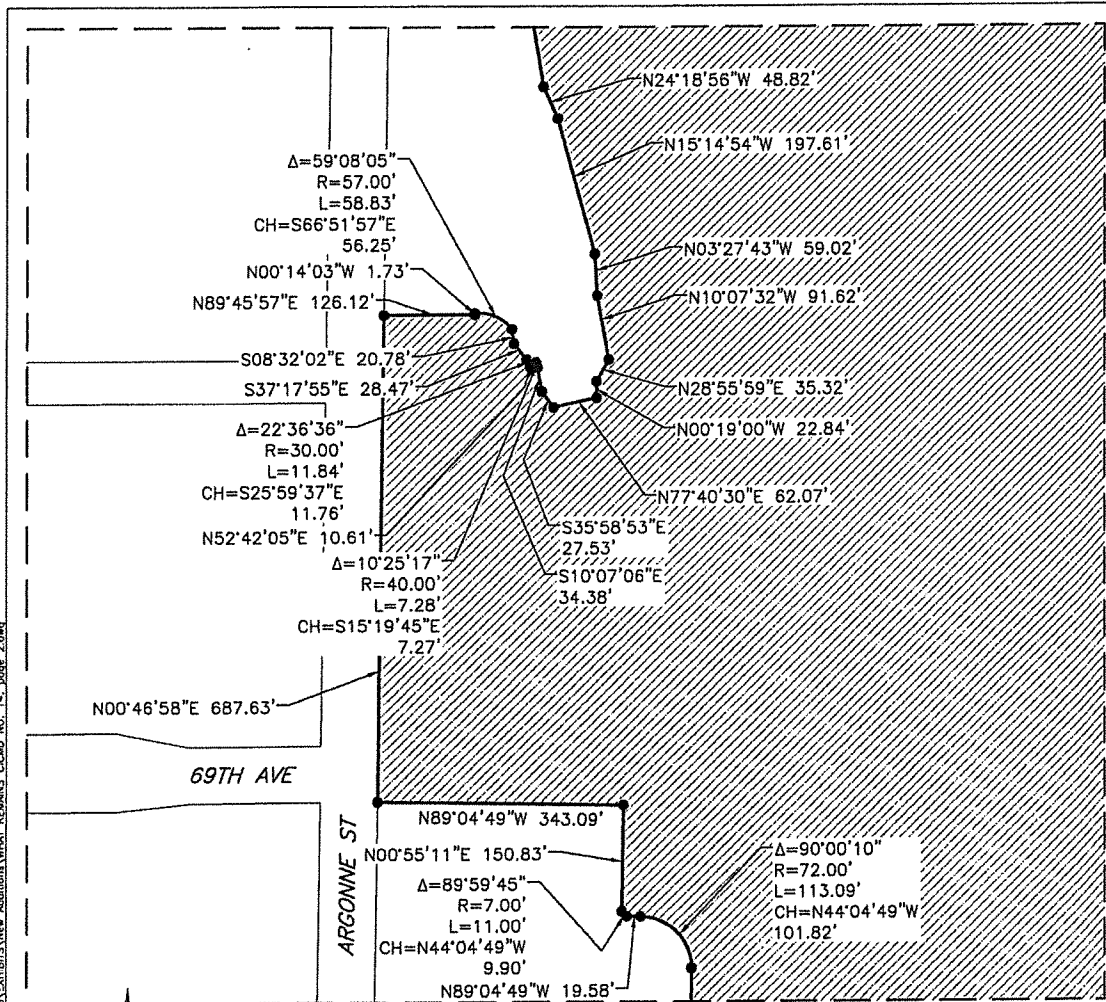 N24°18'56"W 48.82'
N15°14'54"W 197.61'
Δ=59°08'05"
R=57.00'
L=58.83'
CH=S66°51'57"E
56.25'
N00°14'03"W 1.73'
N89°45'57"E 126.12'
N03°27'43"W 59.02'
N10°07'32"W 91.62'
S08°32'02"E 20.78'
S37°17'55"E 28.47'
N28°55'59"E 35.32'
N00°19'00"W 22.84'
Δ=22°36'36"
R=30.00'
L=11.84'
CH=S25°59'37"E
11.76'
N52°42'05"E 10.61'
N77°40'30"E 62.07'
S35°58'53"E
27.53'
S10°07'06"E
34.38'
Δ=10°25'17"
R=40.00'
L=7.28'
CH=S15°19'45"E
7.27'
N00°46'58"E 687.63'
69TH AVE
ARGONNE ST
N89°04'49"W 343.09'
N00°55'11"E 150.83'
Δ=89°59'45"
R=7.00'
L=11.00'
CH=N44°04'49"W
9.90'
N89°04'49"W 19.58'
Δ=90°00'10"
R=72.00'
L=113.09'
CH=N44°04'49"W
101.82'